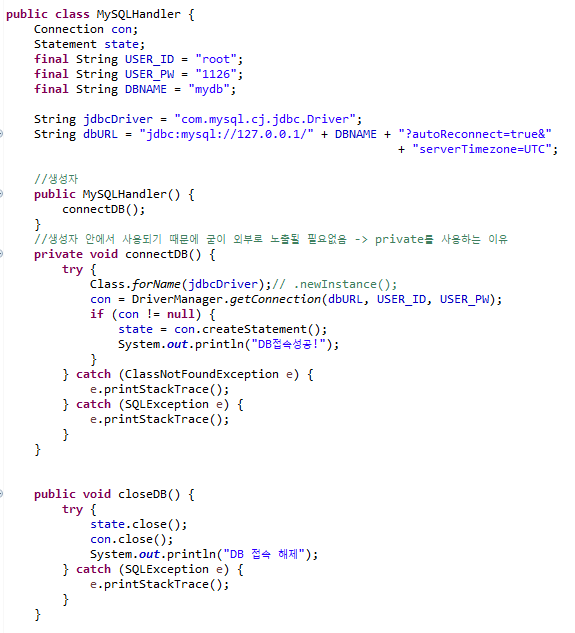 public class MySQLHandler {
    Connection con;
    Statement state;
    final String USER_ID = "root";
    final String USER_PW = "1126";
    final String DBNAME = "mydb";

    String jdbcDriver = "com.mysql.cj.jdbc.Driver";
    String dbURL = "jdbc:mysql://127.0.0.1/" + DBNAME + "?autoReconnect=true&"
                                                        + "serverTimezone=UTC";

    //생성자
    public MySQLHandler() {
        connectDB();
    }
    //생성자 안에서 사용되기 때문에 굳이 외부로 노출될 필요없음 -> private를 사용하는 이유
    private void connectDB() {
        try {
            Class.forName(jdbcDriver);// .newInstance();
            con = DriverManager.getConnection(dbURL, USER_ID, USER_PW);
            if (con != null) {
                state = con.createStatement();
                System.out.println("DB접속성공!");
            }
        } catch (ClassNotFoundException e) {
            e.printStackTrace();
        } catch (SQLException e) {
            e.printStackTrace();
        }
    }

    public void closeDB() {
        try {
            state.close();
            con.close();
            System.out.println("DB 접속 해제");
        } catch (SQLException e) {
            e.printStackTrace();
        }
    }